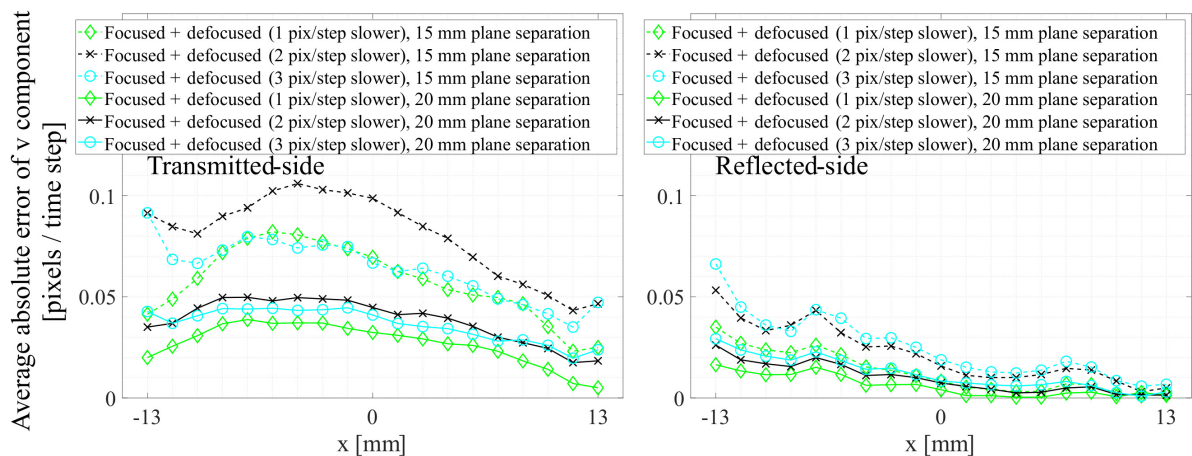 Average absolute error of v component
[pixels / time step]
Focused + defocused (1 pix/step slower), 15 mm plane separation
Focused + defocused (2 pix/step slower), 15 mm plane separation
Focused + defocused (3 pix/step slower), 15 mm plane separation
Focused + defocused (1 pix/step slower), 20 mm plane separation
Focused + defocused (2 pix/step slower), 20 mm plane separation
Focused + defocused (3 pix/step slower), 20 mm plane separation
Transmitted-side
0.1
0.05
0
-13
0
13
x [mm]
Focused + defocused (1 pix/step slower), 15 mm plane separation
Focused + defocused (2 pix/step slower), 15 mm plane separation
Focused + defocused (3 pix/step slower), 15 mm plane separation
Focused + defocused (1 pix/step slower), 20 mm plane separation
Focused + defocused (2 pix/step slower), 20 mm plane separation
Focused + defocused (3 pix/step slower), 20 mm plane separation
Reflected-side
0.1
0.05
0
-13
0
13
x [mm]